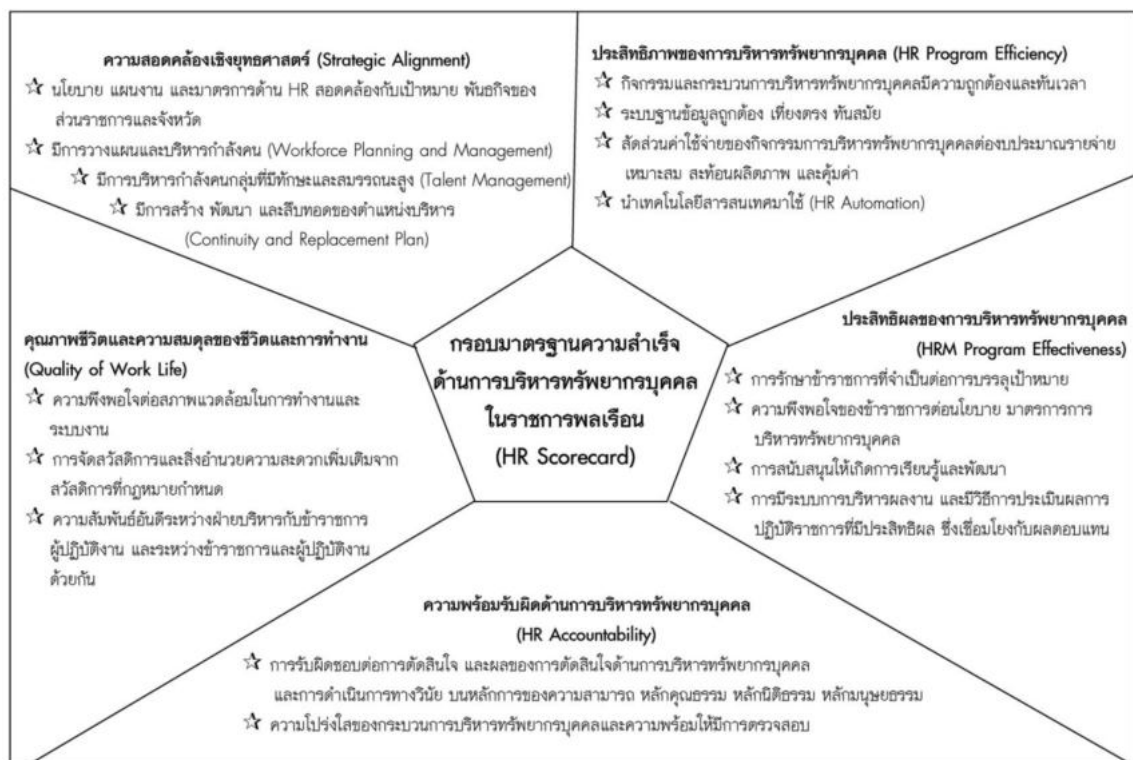 ความสอดคล้องเชิงยุทธศาสตร์ (Strategic Alignment)
☆ นโยบาย แผนงาน และมาตรการด้าน HR สอดคล้องกับเป้าหมาย พันธกิจของ
ส่วนราชการและจังหวัด
☆ มีการวางแผนและบริหารกำลังคน (Workforce Planning and Management)
☆ มีการบริหารกำลังคนกลุ่มที่มีทักษะและสมรรถนะสูง (Talent Management)
☆ มีการสร้าง พัฒนา และสืบทอดของตำแหน่งบริหาร
(Continuity and Replacement Plan)
ประสิทธิภาพของการบริหารทรัพยากรบุคคล (HR Program Efficiency)
☆ กิจกรรมและกระบวนการบริหารทรัพยากรบุคคลมีความถูกต้องและทันเวลา
☆ ระบบฐานข้อมูลถูกต้อง เที่ยงตรง ทันสมัย
☆ สัดส่วนค่าใช้จ่ายของกิจกรรมการบริหารทรัพยากรบุคคลต่องบประมาณรายจ่าย
เหมาะสม สะท้อนผลิตภาพ และคุ้มค่า
☆ นำเทคโนโลยีสารสนเทศมาใช้ (HR Automation)
คุณภาพชีวิตและความสมดุลของชีวิตและการทำงาน
(Quality of Work Life)
☆ ความพึงพอใจต่อสภาพแวดล้อมในการทำงานและ
ระบบงาน
☆ การจัดสวัสดิการและสิ่งอำนวยความสะดวกเพิ่มเติมจาก
สวัสดิการที่กฎหมายกำหนด
☆ ความสัมพันธ์อันดีระหว่างฝ่ายบริหารกับข้าราชการ
ผู้ปฏิบัติงาน และระหว่างข้าราชการและผู้ปฏิบัติงาน
ด้วยกัน
กรอบมาตรฐานความสำเร็จ
ด้านการบริหารทรัพยากรบุคคล
ในราชการพลเรือน
(HR Scorecard)
ประสิทธิผลของการบริหารทรัพยากรบุคคล
(HRM Program Effectiveness)
☆ การรักษาข้าราชการที่จำเป็นต่อการบรรลุเป้าหมาย
☆ ความพึงพอใจของข้าราชการต่อนโยบาย มาตรการการ
บริหารทรัพยากรบุคคล
☆ การสนับสนุนให้เกิดการเรียนรู้และพัฒนา
☆ การมีระบบการบริหารผลงาน และมีวิธีการประเมินผลการ
ปฏิบัติราชการที่มีประสิทธิผล ซึ่งเชื่อมโยงกับผลตอบแทน
ความพร้อมรับผิดด้านการบริหารทรัพยากรบุคคล
(HR Accountability)
☆ การรับผิดชอบต่อการตัดสินใจ และผลของการตัดสินใจด้านการบริหารทรัพยากรบุคคล
และการดำเนินการทางวินัย บนหลักการของความสามารถ หลักคุณธรรม หลักนิติธรรม หลักมนุษยธรรม
☆ ความโปร่งใสของกระบวนการบริหารทรัพยากรบุคคลและความพร้อมให้มีการตรวจสอบ